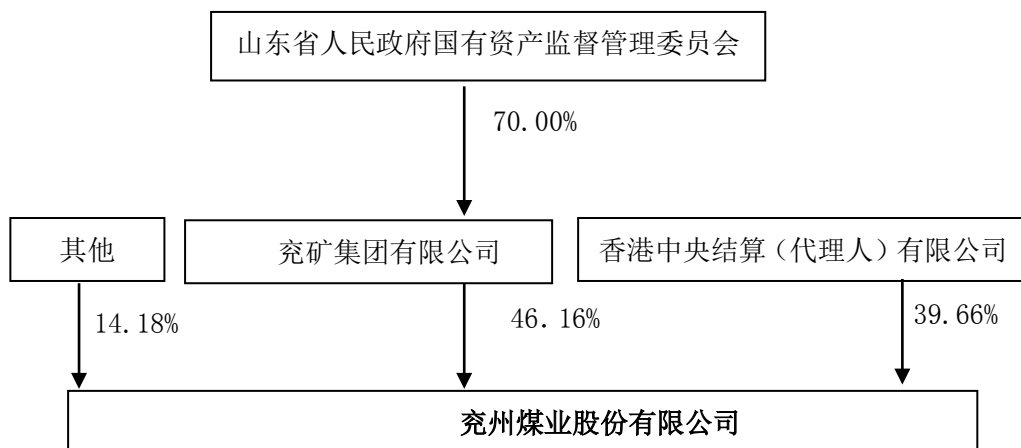 山东省人民政府国有资产监督管理委员会
70.00%
其他
兖矿集团有限公司
香港中央结算（代理人）有限公司
14.18%
46.16%
39.66%
兖州煤业股份有限公司